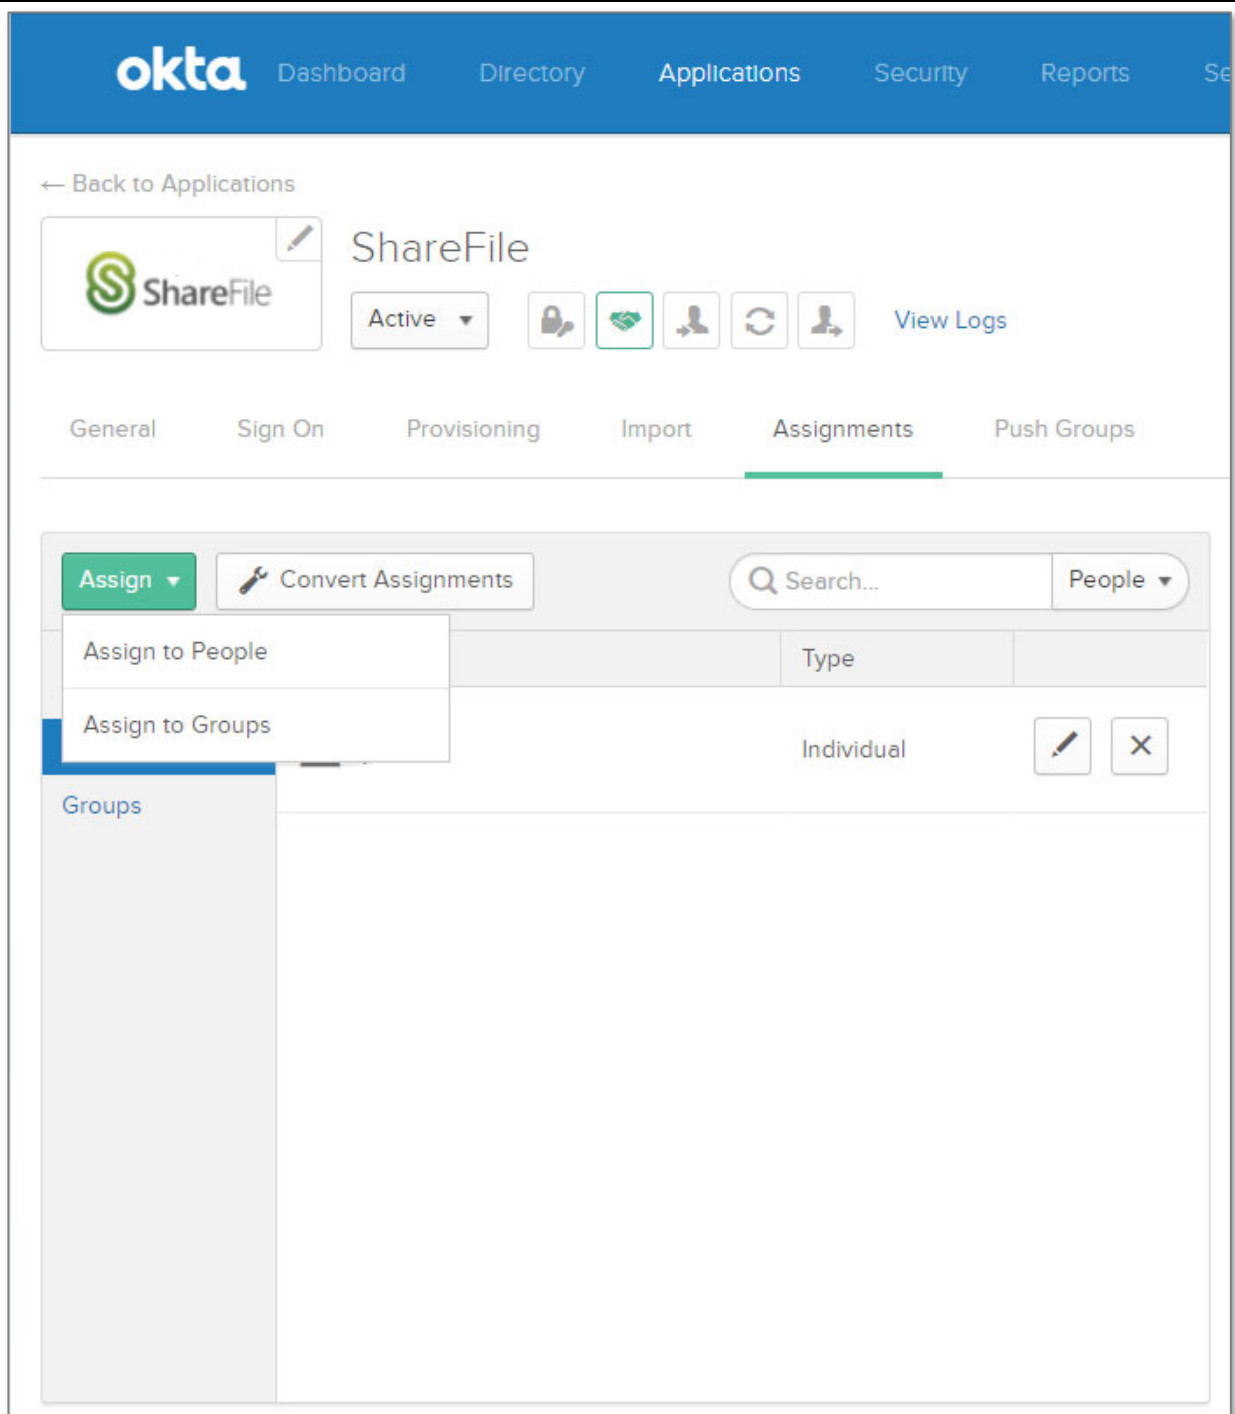 okta Dashboard Directory Applications Security Reports Se
← Back to Applications
ShareFile
ShareFile
Active View Logs
General Sign On Provisioning Import Assignments Push Groups
Assign Convert Assignments Search... People
Assign to People
Type
Assign to Groups
Individual
Groups